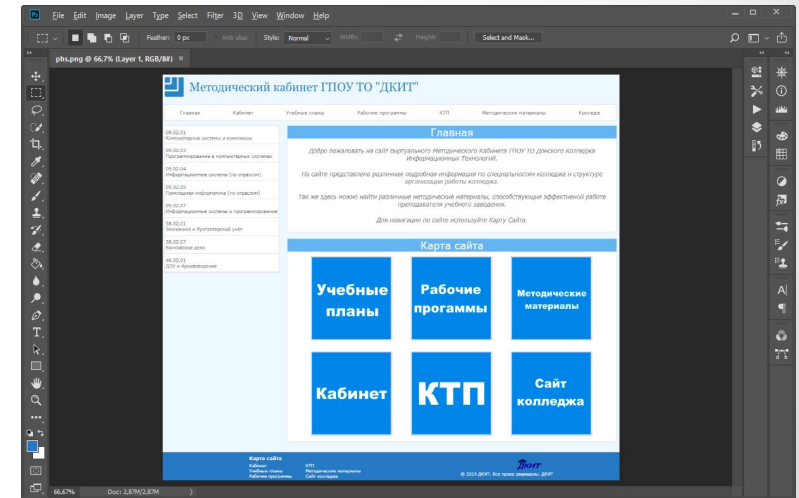 Ps File Edit Image Layer Type Select Filter 3D View Window Help
Feather: 0 px Anti-alias Style: Normal Width: Height: Select and Mask...
phs.png @ 66,7% (Layer 1, RGB/8#) ×
Методический кабинет ГПОУ ТО "ДКИТ"
Главная Кабинет Учебные планы Рабочие программы КТП Методические материалы Колледж
09.02.01
Компьютерные системы и комплексы
09.02.03
Программирование в компьютерных системах
09.02.04
Информационные системы (по отраслям)
09.02.05
Прикладная информатика (по отраслям)
09.02.07
Информационные системы и программирование
38.02.01
Экономика и бухгалтерский учёт
38.02.07
Банковское дело
46.02.01
ДОУ и Архивоведение
Главная
Добро пожаловать на сайт Виртуального Методического Кабинета ГПОУ ТО Донского Колледжа
Информационных Технологий.
На сайте представлена различная подробная информация по специальностям колледжа и структуре
организации работы колледжа.
Так же здесь можно найти различные методические материалы, способствующие эффективной работе
преподавателя учебного заведения.
Для навигации по сайте используйте Карту Сайта.
Карта сайта
Учебные
планы
Рабочие
прогаммы
Методические
материалы
Кабинет
КТП
Сайт
колледжа
Карта сайта
Кабинет КТП
Учебные планы Методические материалы
Рабочие программы Сайт колледжа
ДКИТ
© 2019 ДКИТ. Все права защищены. ДКИТ
66,67% Doc: 2,87M/2,87M